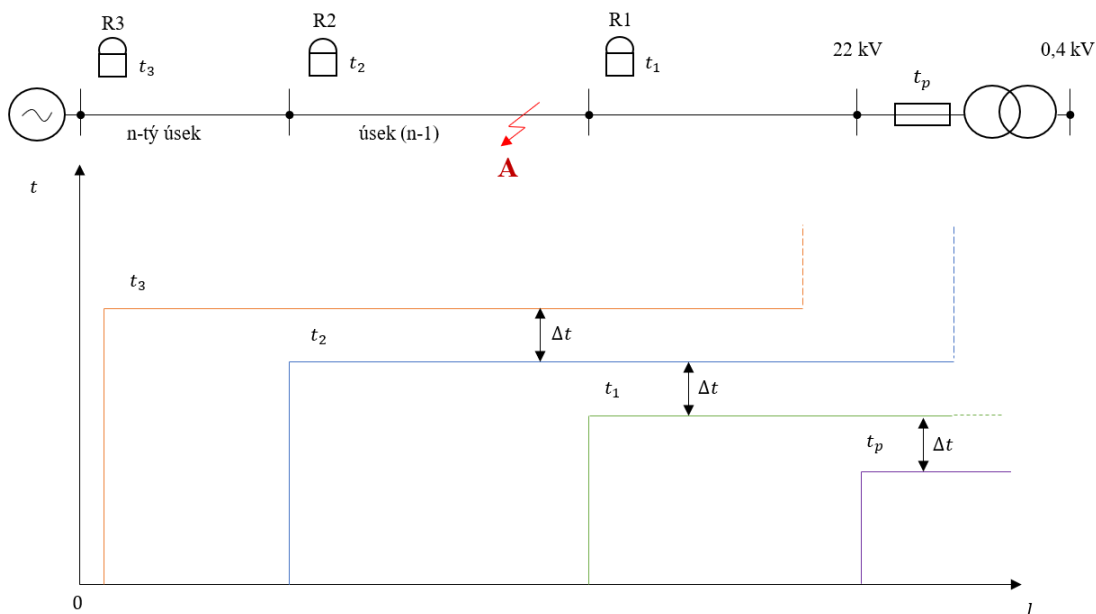 R3
R2
R1
t₃
t₂
t₁
22 kV
0,4 kV
tₚ
n-tý úsek
úsek (n-1)
A
t
t₃
Δt
t₂
Δt
t₁
tₚ
Δt
0
l